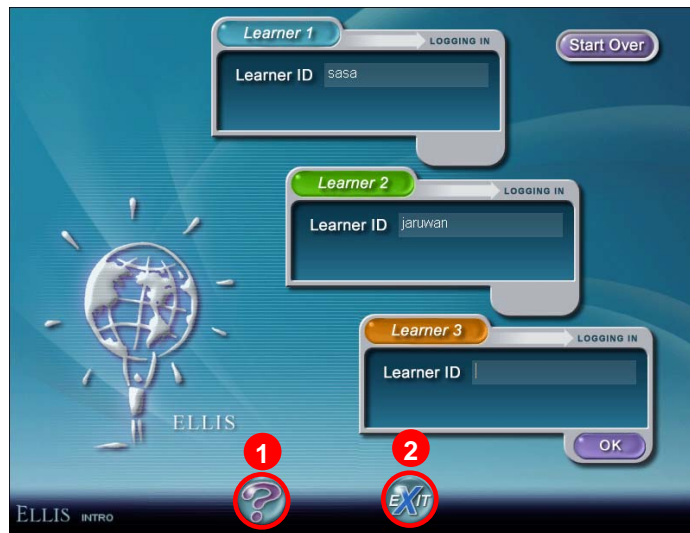 Learner 1
LOGGING IN
Start Over
Learner ID sasa
Learner 2
LOGGING IN
Learner ID jaruwan
Learner 3
LOGGING IN
Learner ID
OK
ELLIS
1
2
?
EXIT
ELLIS INTRO